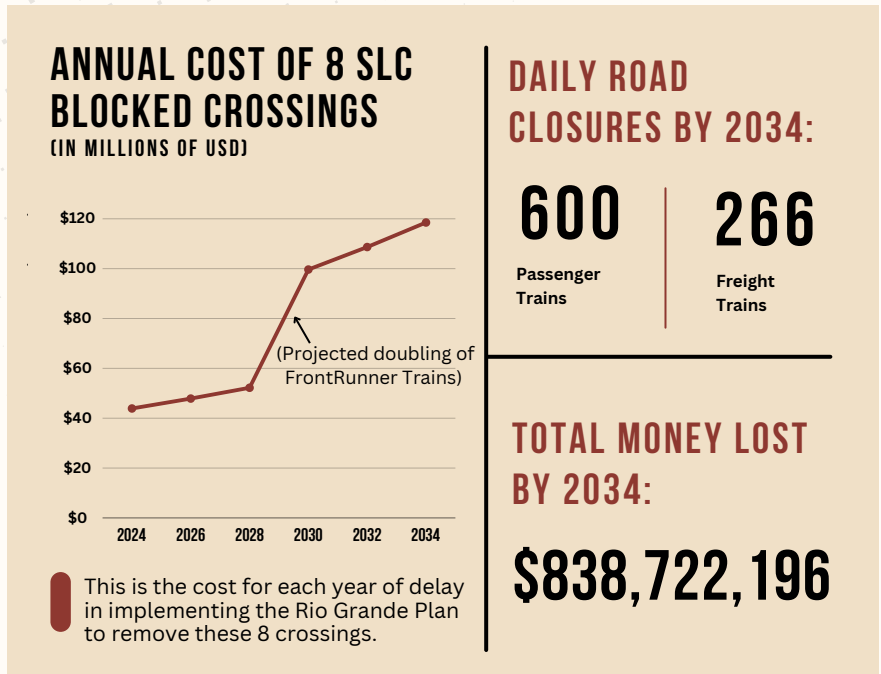 ANNUAL COST OF 8 SLC
BLOCKED CROSSINGS
(IN MILLIONS OF USD)
$120
$100
$80
$60
$40
$20
$0
(Projected doubling of
FrontRunner Trains)
2024 2026 2028 2030 2032 2034
This is the cost for each year of delay
in implementing the Rio Grande Plan
to remove these 8 crossings.
DAILY ROAD
CLOSURES BY 2034:
600
Passenger
Trains
266
Freight
Trains
TOTAL MONEY LOST
BY 2034:
$838,722,196